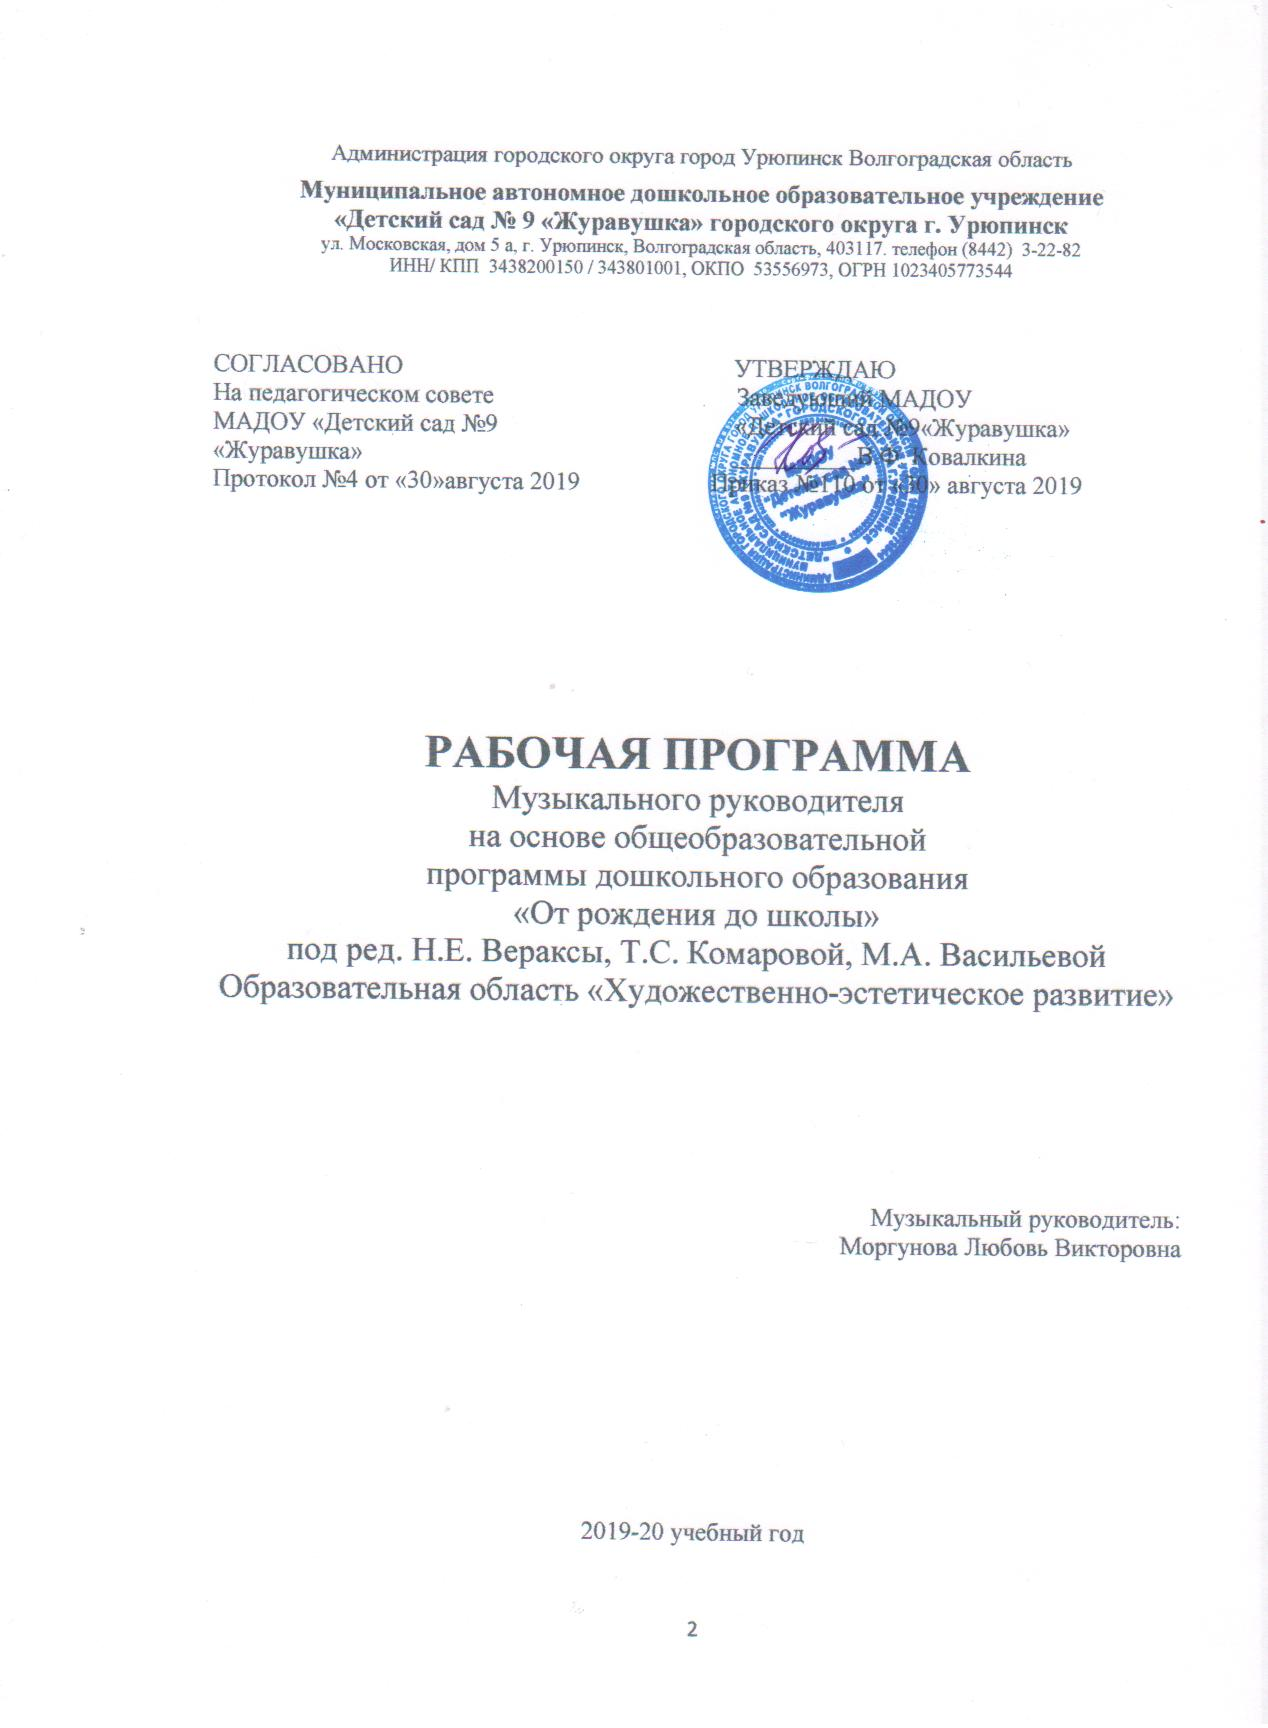 Администрация городского округа город Урюпинск Волгоградская область
Муниципальное автономное дошкольное образовательное учреждение
«Детский сад № 9 «Журавушка» городского округа г. Урюпинск
ул. Московская, дом 5 а, г. Урюпинск, Волгоградская область, 403117. телефон (8442) 3-22-82
ИНН/ КПП 3438200150 / 343801001, ОКПО 53556973, ОГРН 1023405773544
СОГЛАСОВАНО
На педагогическом совете
МАДОУ «Детский сад №9
«Журавушка»
Протокол №4 от «30»августа 2019
УТВЕРЖДАЮ
Заведующий МАДОУ
«Детский сад №9«Журавушка»
В.Ф. Ковалкина
Приказ №110 от «30» августа 2019
"Детский сад №9
"Журавушка"
РАБОЧАЯ ПРОГРАММА
Музыкального руководителя
на основе общеобразовательной
программы дошкольного образования
«От рождения до школы»
под ред. Н.Е. Вераксы, Т.С. Комаровой, М.А. Васильевой
Образовательная область «Художественно-эстетическое развитие»
Музыкальный руководитель:
Моргунова Любовь Викторовна
2019-20 учебный год
2